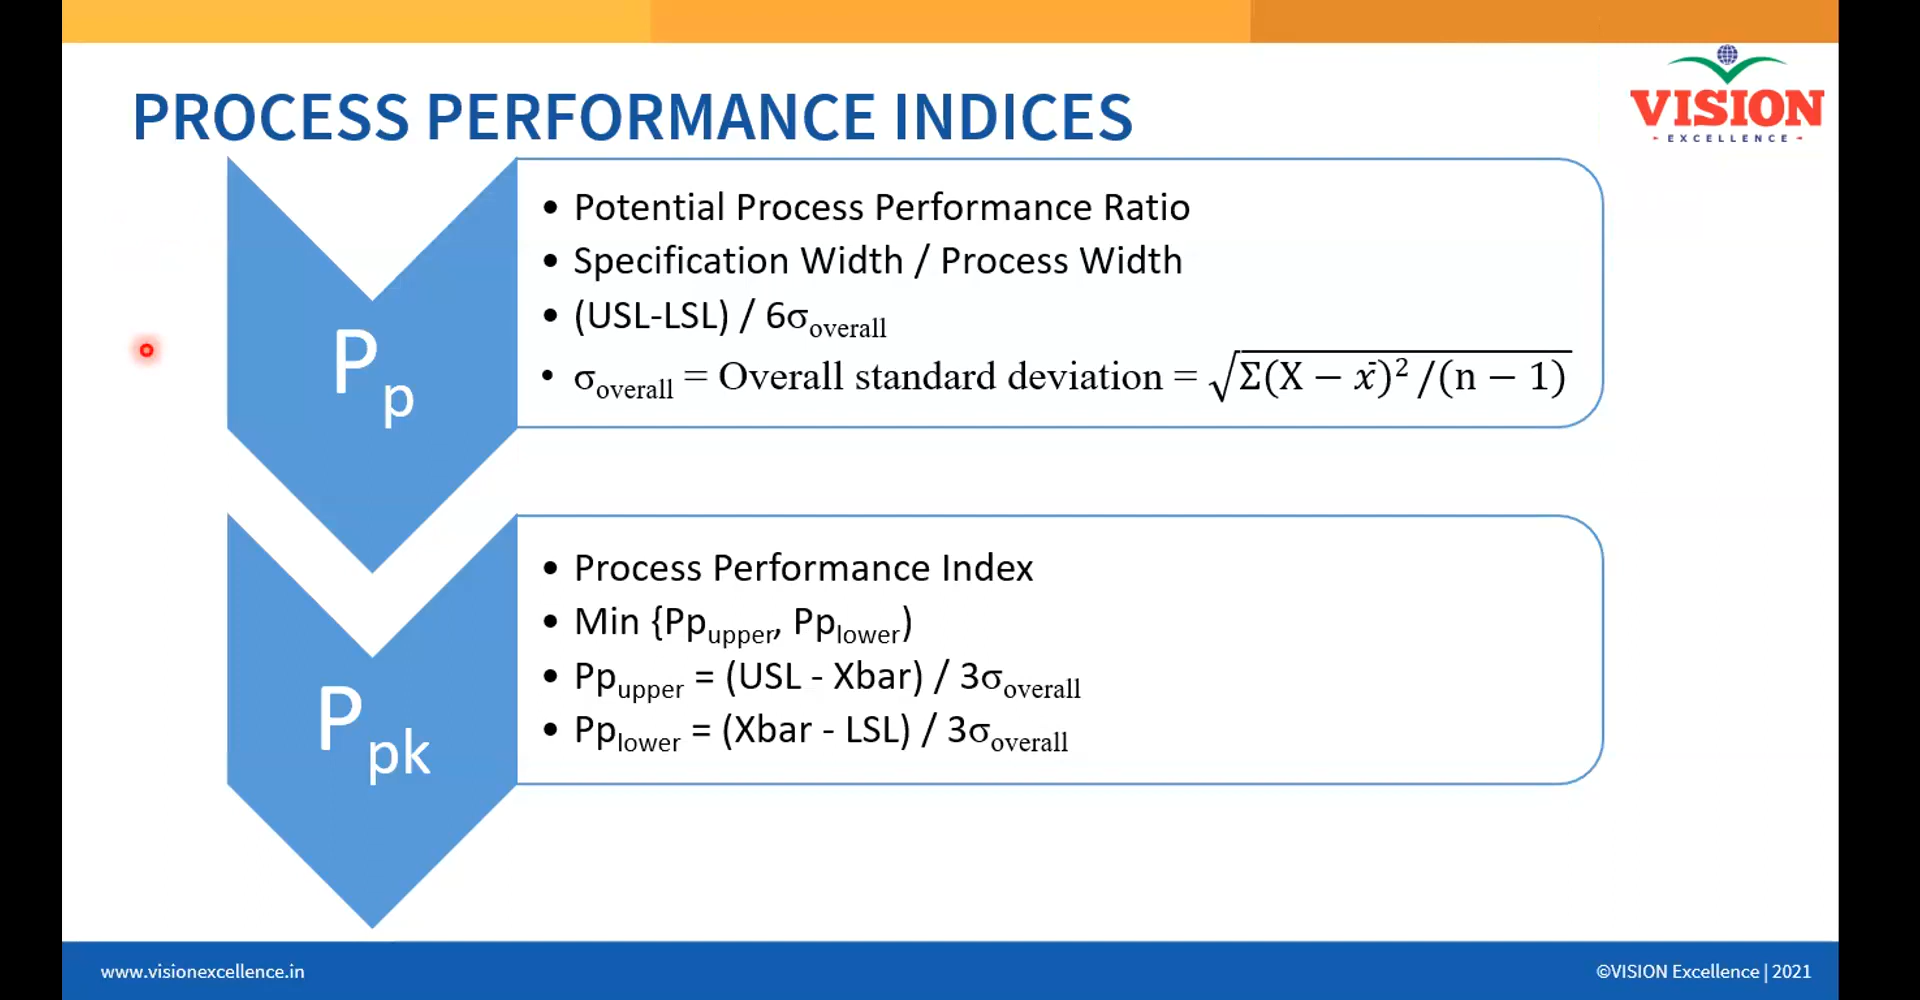 PROCESS PERFORMANCE INDICES
VISION
EXCELLENCE
Pp
• Potential Process Performance Ratio
• Specification Width / Process Width
• (USL-LSL) / 6σoverall
• σoverall = Overall standard deviation = √Σ(X − x̄)² /(n − 1)
Ppk
• Process Performance Index
• Min {Ppupper, Pplower)
• Ppupper = (USL - Xbar) / 3σoverall
• Pplower = (Xbar - LSL) / 3σoverall
www.visionexcellence.in
©VISION Excellence | 2021